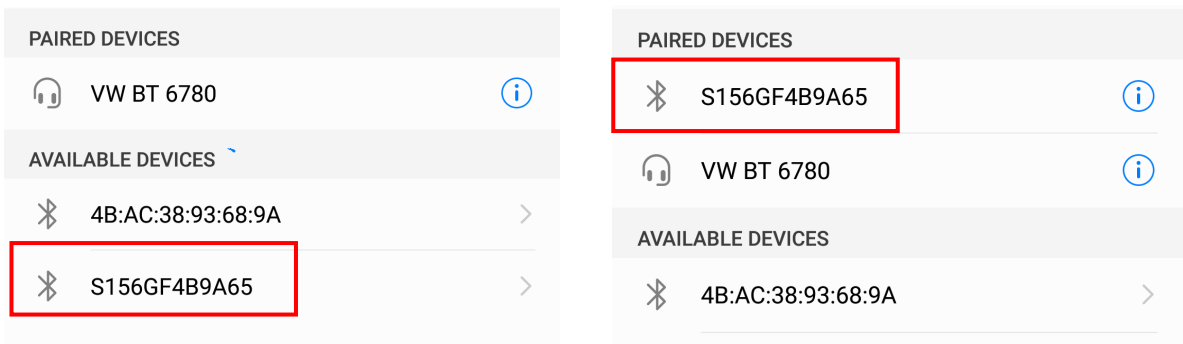 PAIRED DEVICES
VW BT 6780
AVAILABLE DEVICES
4B:AC:38:93:68:9A
S156GF4B9A65
PAIRED DEVICES
S156GF4B9A65
VW BT 6780
AVAILABLE DEVICES
4B:AC:38:93:68:9A